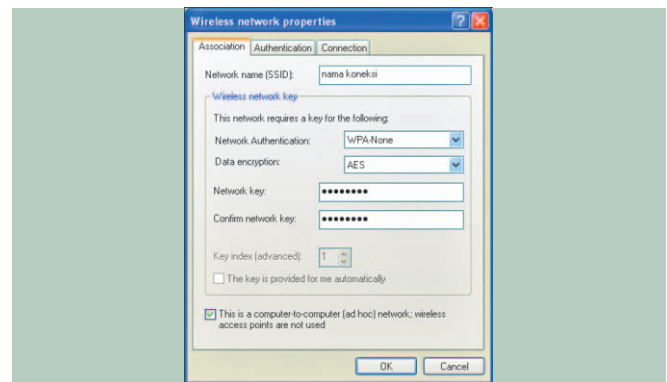 Wireless network properties
Association Authentication Connection
Network name (SSID): nama koneksi
Wireless network key
This network requires a key for the following:
Network Authentication: WPA-None
Data encryption: AES
Network key: ••••••••
Confirm network key: ••••••••
Key index (advanced): 1
The key is provided for me automatically
This is a computer-to-computer (ad hoc) network; wireless
access points are not used
OK Cancel